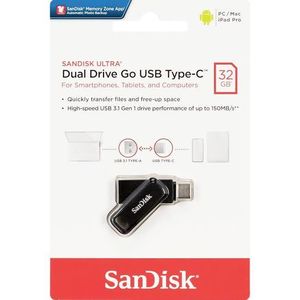 SanDisk Memory Zone App!
Automatic Photo Backup
PC / Mac
iPad Pro
SANDISK ULTRA®
Dual Drive Go USB Type-C™
For Smartphones, Tablets, and Computers
32
GB
• Quickly transfer files and free-up space
• High-speed USB 3.1 Gen 1 drive performance of up to 150MB/s**
USB 3.1 TYPE-A
USB TYPE-C
SanDisk
SanDisk